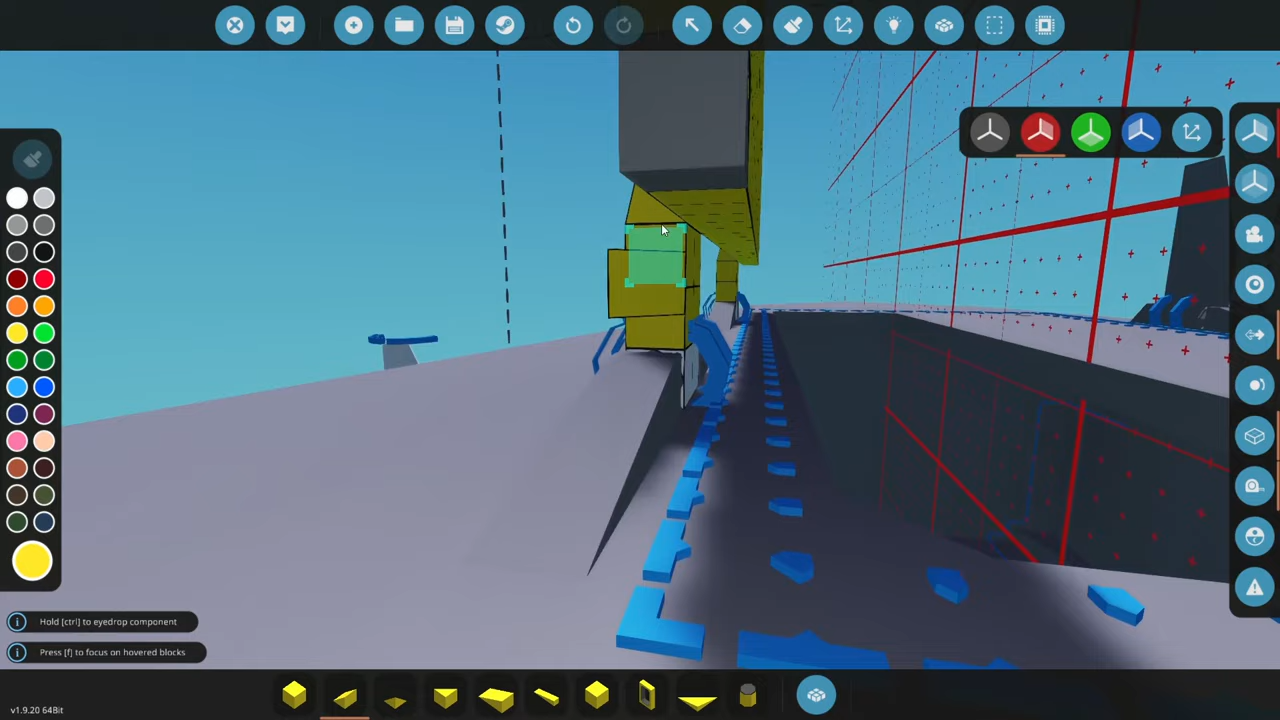 Hold [ctrl] to eyedrop component
Press [f] to focus on hovered blocks
v1.9.20 64Bit